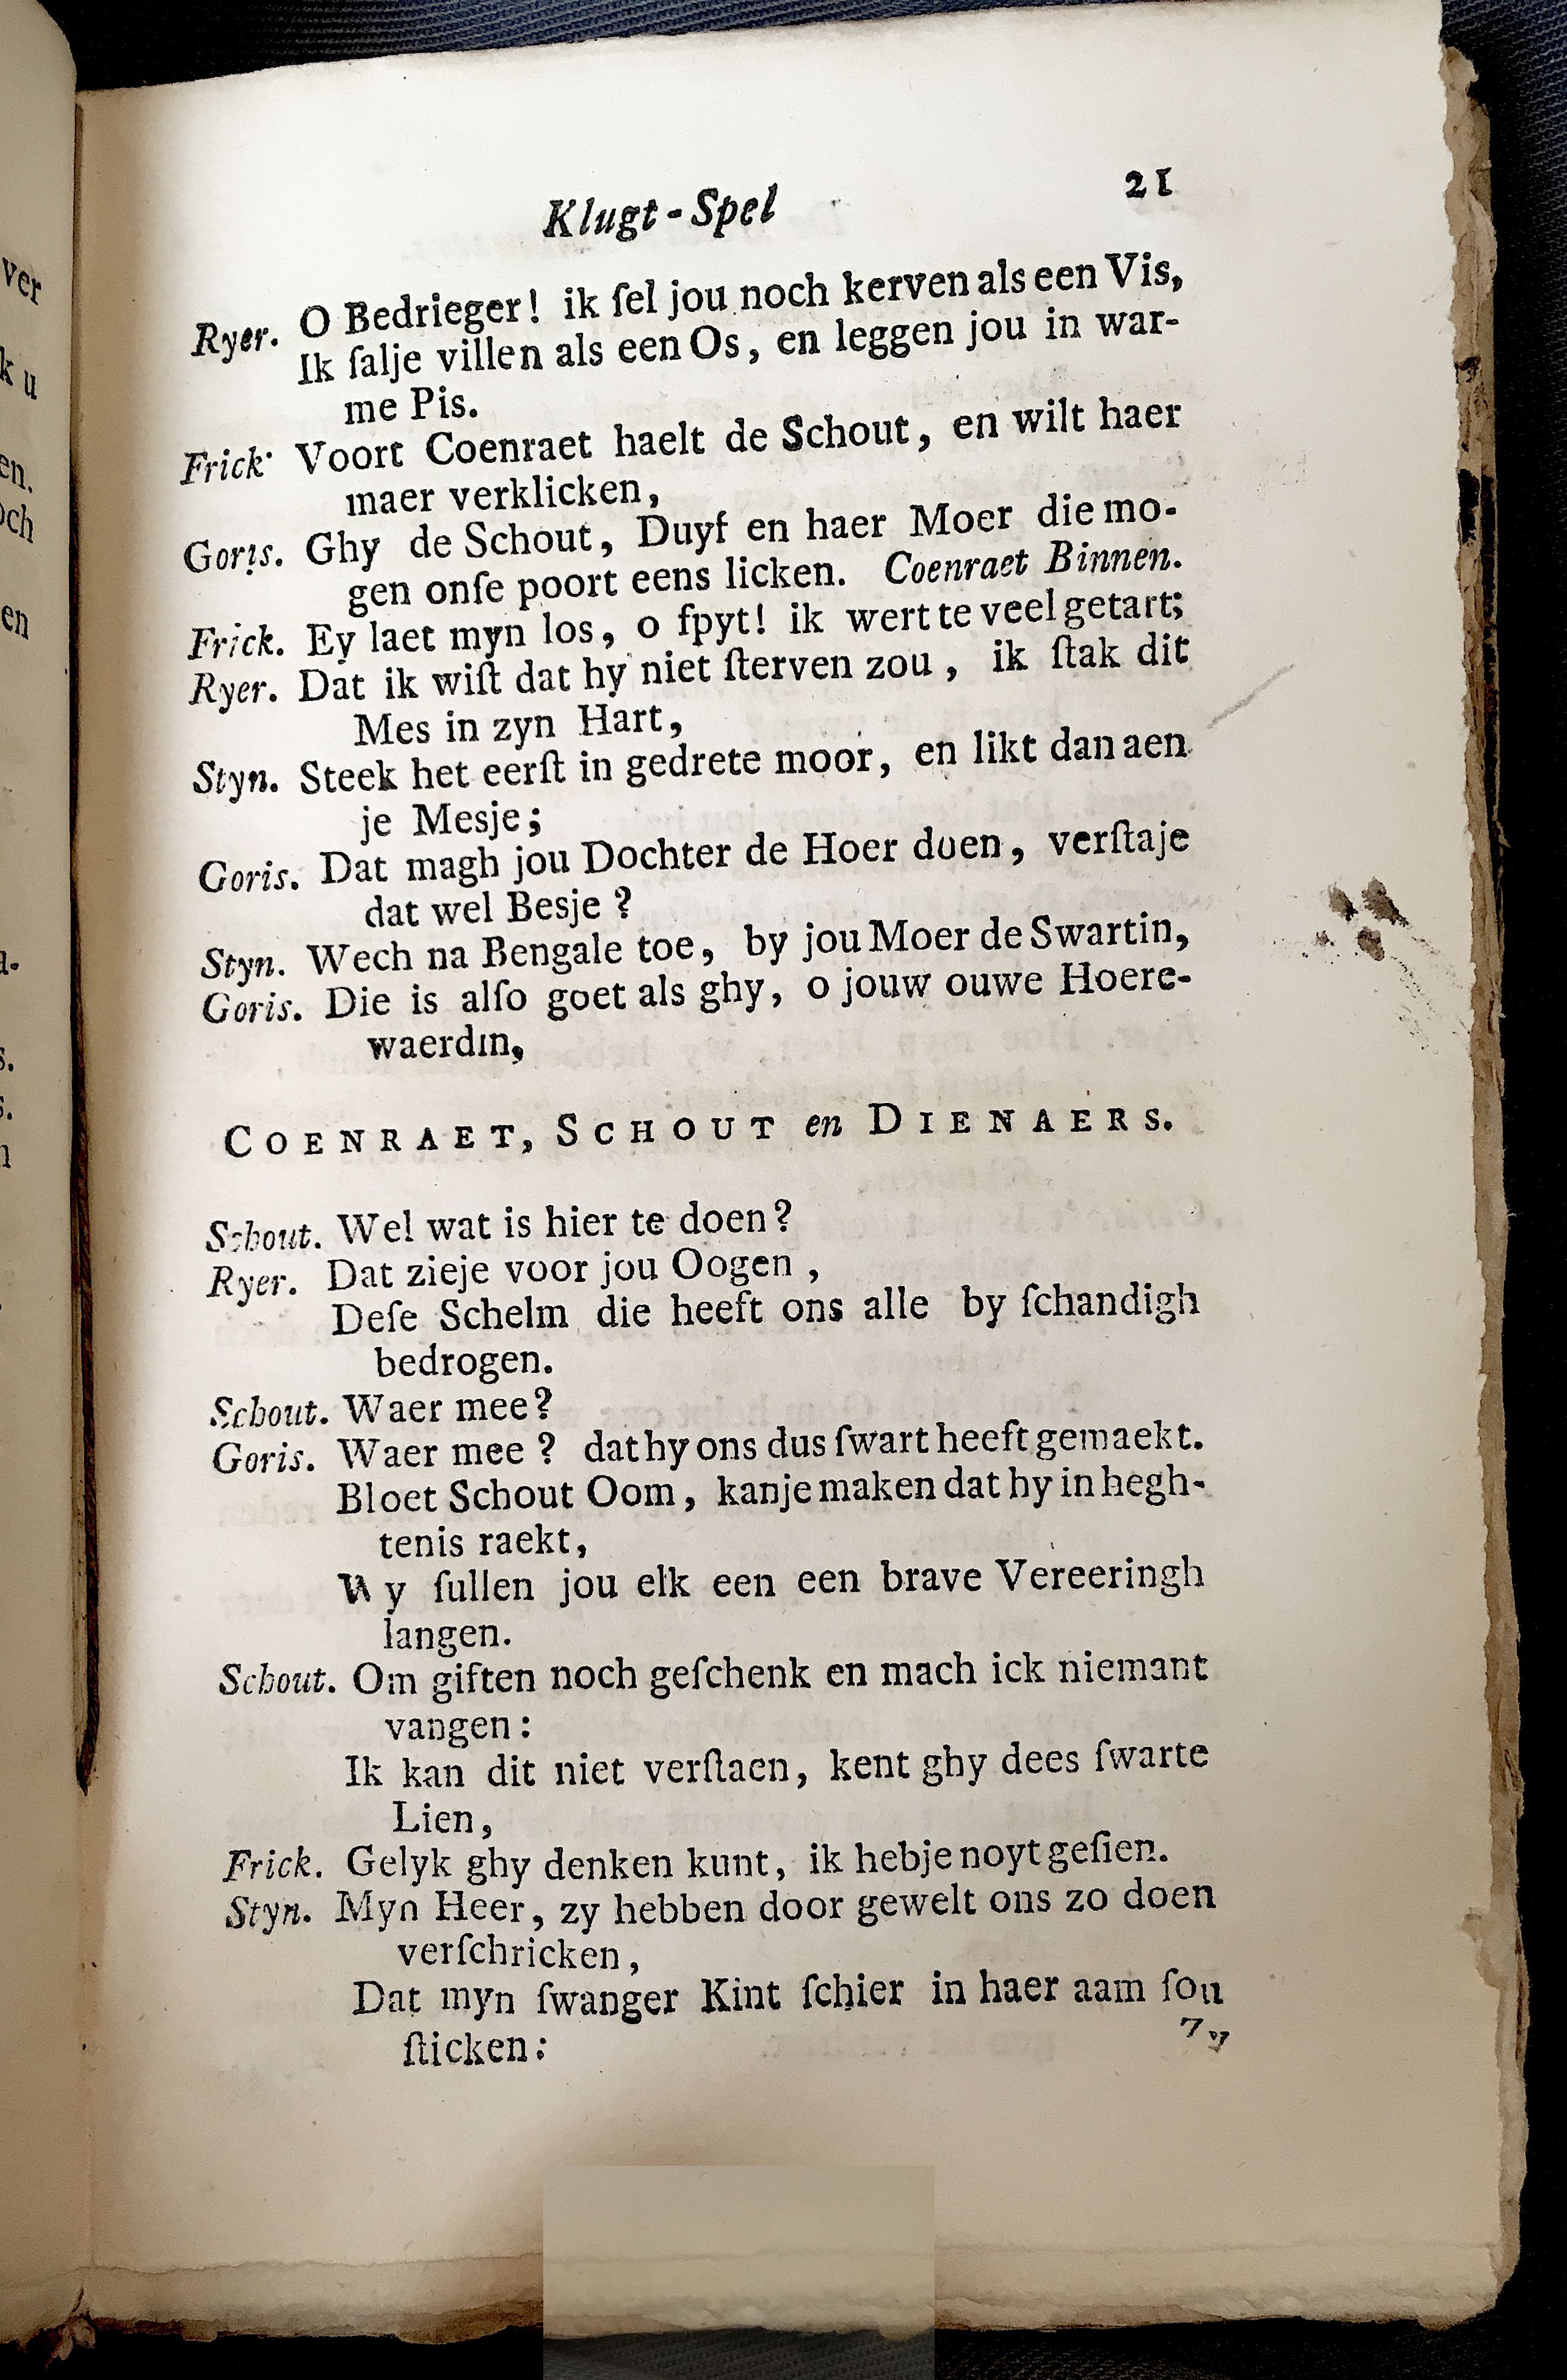 Klugt-Spel 21
Ryer. O Bedrieger! ik ſel jou noch kerven als een Vis,
Ik ſalje villen als een Os, en leggen jou in war-
me Pis.
Frick. Voort Coenraet haelt de Schout, en wilt haer
maer verklicken,
Goris. Ghy de Schout, Duyf en haer Moer die mo-
gen onſe poort eens licken. Coenraet Binnen.
Frick. Ey laet myn los, o ſpyt! ik wert te veel getart;
Ryer. Dat ik wiſt dat hy niet ſterven zou, ik ſtak dit
Mes in zyn Hart,
Styn. Steek het eerſt in gedrete moor, en likt dan aen
je Mesje;
Goris. Dat magh jou Dochter de Hoer doen, verſtaje
dat wel Besje?
Styn. Wech na Bengale toe, by jou Moer de Swartin,
Goris. Die is alſo goet als ghy, o jouw ouwe Hoere-
waerdin,
COENRAET, SCHOUT en DIENAERS.
Schout. Wel wat is hier te doen?
Ryer. Dat zieje voor jou Oogen,
Deſe Schelm die heeft ons alle by ſchandigh
bedrogen.
Schout. Waer mee?
Goris. Waer mee? dat hy ons dus ſwart heeft gemaekt.
Bloet Schout Oom, kanje maken dat hy in hegh-
tenis raekt,
Wy ſullen jou elk een een brave Vereeringh
langen.
Schout. Om giften noch geſchenk en mach ick niemant
vangen:
Ik kan dit niet verſtaen, kent ghy dees ſwarte
Lien,
Frick. Gelyk ghy denken kunt, ik hebje noyt geſien.
Styn. Myn Heer, zy hebben door gewelt ons zo doen
verſchricken,
Dat myn ſwanger Kint ſchier in haer aam ſou
ſticken:
Zy
ver
k u
en.
Och
en
s.
s.